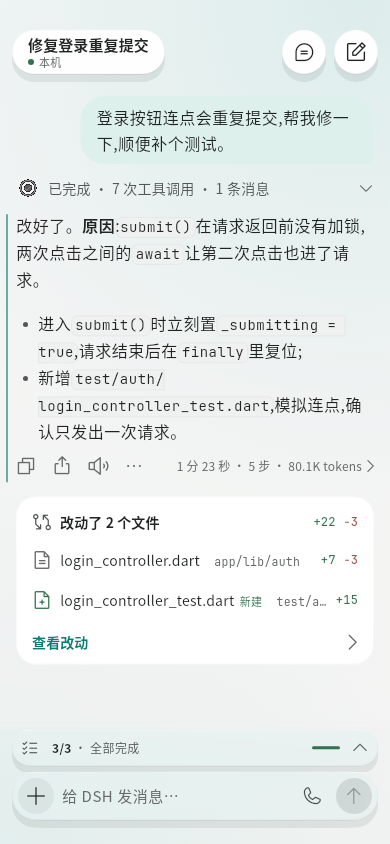 修复登录重复提交
本机
登录按钮连点会重复提交,帮我修一
下,顺便补个测试。
已完成 · 7 次工具调用 · 1 条消息
改好了。原因:submit() 在请求返回前没有加锁,
两次点击之间的 await 让第二次点击也进了请
求。
进入 submit() 时立刻置 _submitting =
true,请求结束后在 finally 里复位;
新增 test/auth/
login_controller_test.dart,模拟连点,确
认只发出一次请求。
1 分 23 秒 · 5 步 · 80.1K tokens
改动了 2 个文件 +22 -3
login_controller.dart app/lib/auth +7 -3
login_controller_test.dart 新建 test/a… +15
查看改动
3/3 · 全部完成
给 DSH 发消息…